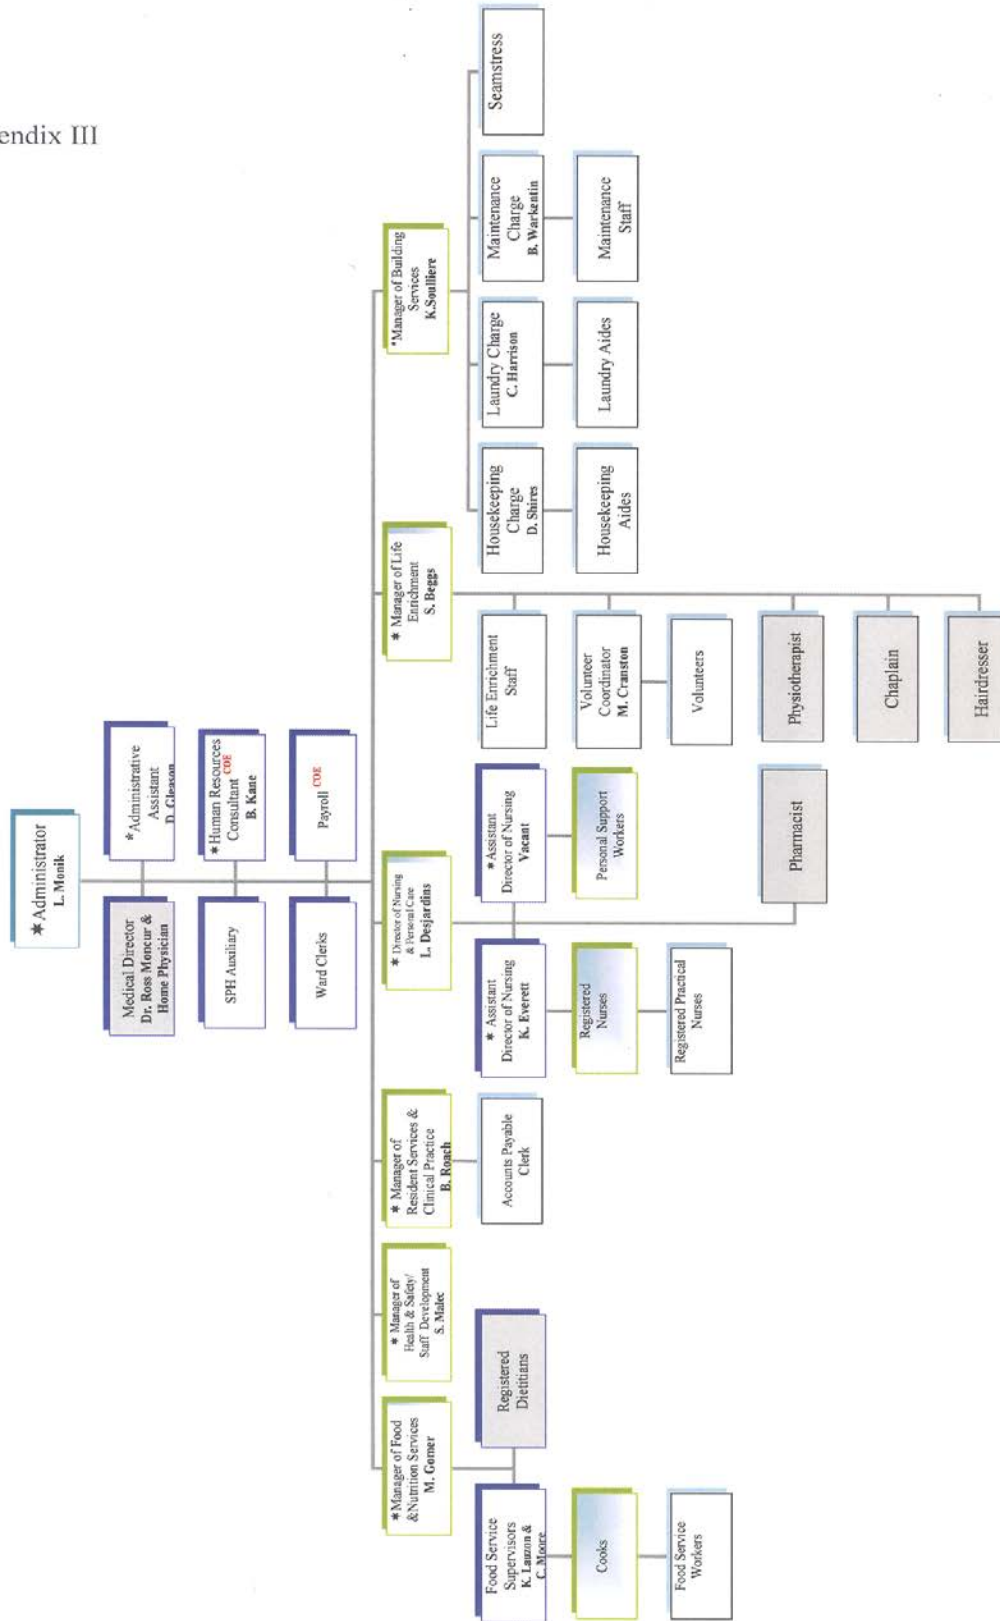 endix III
* Administrator
L. Monik
Medical Director
Dr. Ross Moncur &
Home Physician
*Administrative
Assistant
D. Gleason
SPH Auxiliary
*Human Resources
Consultant COE
B. Kane
Ward Clerks
Payroll COE
*Manager of Food
&Nutrition Services
M. Gomer
* Manager of
Health & Safety/
Staff Development
S. Malec
* Manager of
Resident Services &
Clinical Practice
B. Roach
* Director of Nursing
& Personal Care
L. Desjardins
* Manager of Life
Enrichment
S. Beggs
*Manager of Building
Services
K.Soulliere
Food Service
Supervisors
K. Lauzon &
C. Moore
Registered
Dietitians
Accounts Payable
Clerk
* Assistant
Director of Nursing
K. Everett
*Assistant
Director of Nursing
Vacant
Life Enrichment
Staff
Housekeeping
Charge
D. Shires
Laundry Charge
C. Harrison
Maintenance
Charge
B. Warkentin
Seamstress
Cooks
Registered
Nurses
Personal Support
Workers
Volunteer
Coordinator
M. Cranston
Housekeeping
Aides
Laundry Aides
Maintenance
Staff
Food Service
Workers
Registered Practical
Nurses
Volunteers
Pharmacist
Physiotherapist
Chaplain
Hairdresser